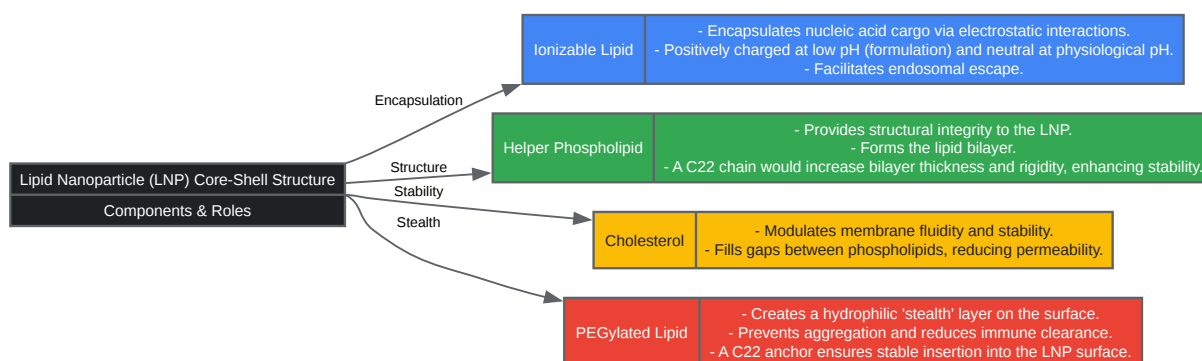 Lipid Nanoparticle (LNP) Core-Shell Structure
Components & Roles
Encapsulation
Structure
Stability
Stealth
Ionizable Lipid
- Encapsulates nucleic acid cargo via electrostatic interactions.
- Positively charged at low pH (formulation) and neutral at physiological pH.
- Facilitates endosomal escape.
Helper Phospholipid
- Provides structural integrity to the LNP.
- Forms the lipid bilayer.
- A C22 chain would increase bilayer thickness and rigidity, enhancing stability.
Cholesterol
- Modulates membrane fluidity and stability.
- Fills gaps between phospholipids, reducing permeability.
PEGylated Lipid
- Creates a hydrophilic 'stealth' layer on the surface.
- Prevents aggregation and reduces immune clearance.
- A C22 anchor ensures stable insertion into the LNP surface.